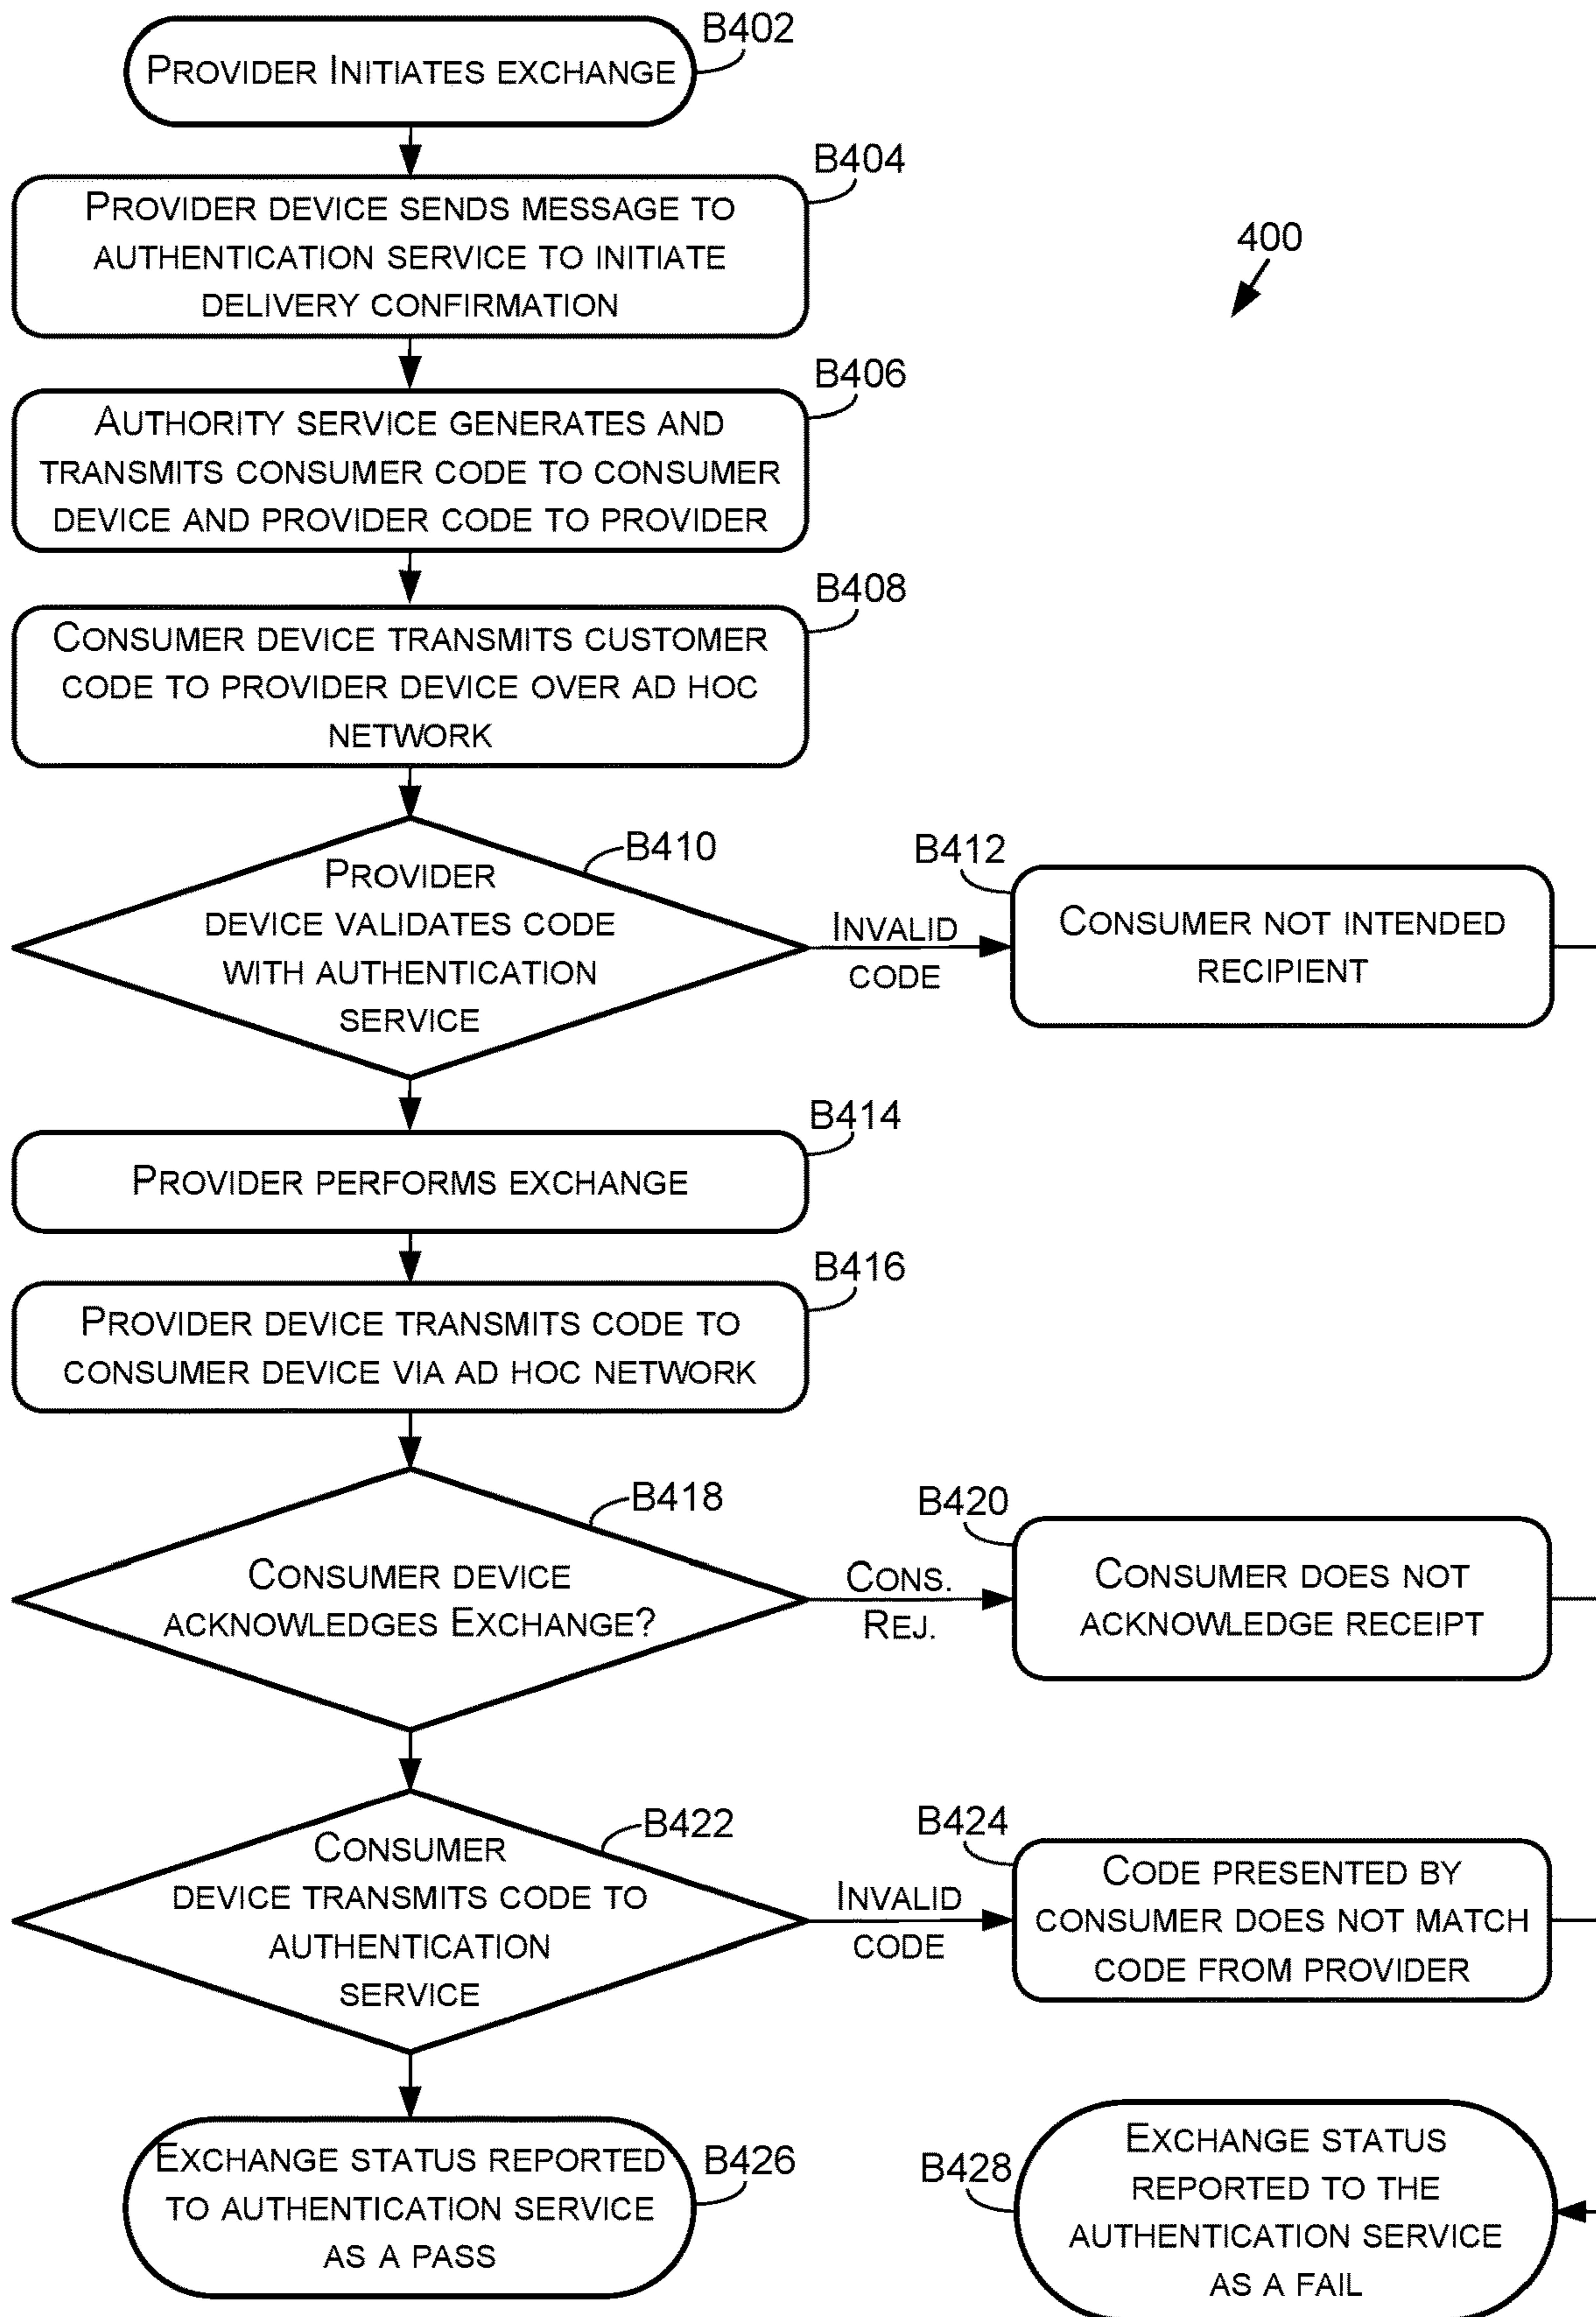 B402
PROVIDER INITIATES EXCHANGE
B404
PROVIDER DEVICE SENDS MESSAGE TO
AUTHENTICATION SERVICE TO INITIATE
DELIVERY CONFIRMATION
400
B406
AUTHORITY SERVICE GENERATES AND
TRANSMITS CONSUMER CODE TO CONSUMER
DEVICE AND PROVIDER CODE TO PROVIDER
B408
CONSUMER DEVICE TRANSMITS CUSTOMER
CODE TO PROVIDER DEVICE OVER AD HOC
NETWORK
B410
PROVIDER
DEVICE VALIDATES CODE
WITH AUTHENTICATION
SERVICE
INVALID
CODE
B412
CONSUMER NOT INTENDED
RECIPIENT
B414
PROVIDER PERFORMS EXCHANGE
B416
PROVIDER DEVICE TRANSMITS CODE TO
CONSUMER DEVICE VIA AD HOC NETWORK
B418
CONSUMER DEVICE
ACKNOWLEDGES EXCHANGE?
CONS.
REJ.
B420
CONSUMER DOES NOT
ACKNOWLEDGE RECEIPT
B422
CONSUMER
DEVICE TRANSMITS CODE TO
AUTHENTICATION
SERVICE
INVALID
CODE
B424
CODE PRESENTED BY
CONSUMER DOES NOT MATCH
CODE FROM PROVIDER
EXCHANGE STATUS REPORTED
TO AUTHENTICATION SERVICE
AS A PASS
B426
B428
EXCHANGE STATUS
REPORTED TO THE
AUTHENTICATION SERVICE
AS A FAIL